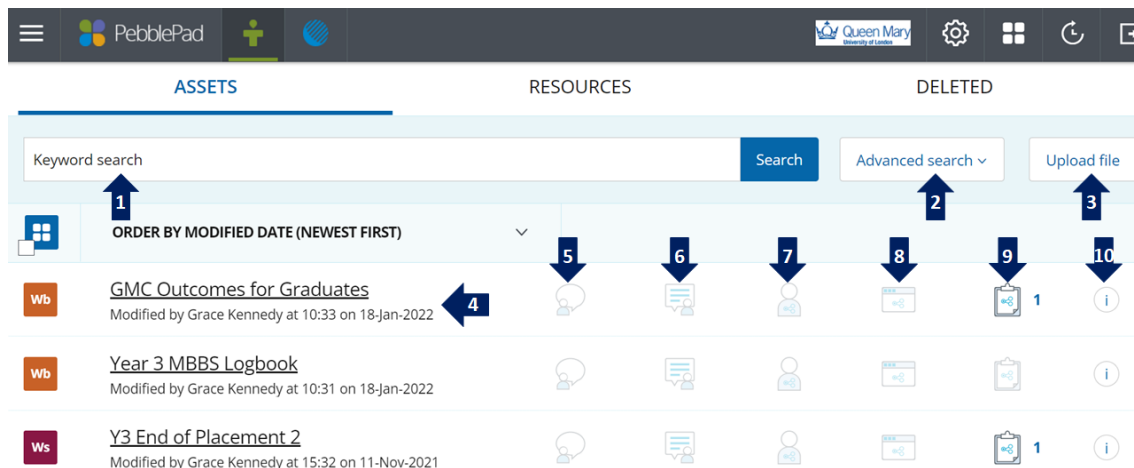 PebblePad
Queen Mary
University of London
ASSETS
RESOURCES
DELETED
Keyword search
Search
Advanced search
Upload file
1
2
3
ORDER BY MODIFIED DATE (NEWEST FIRST)
5
6
7
8
9
10
Wb
GMC Outcomes for Graduates
Modified by Grace Kennedy at 10:33 on 18-Jan-2022
4
1
i
Wb
Year 3 MBBS Logbook
Modified by Grace Kennedy at 10:31 on 18-Jan-2022
i
Ws
Y3 End of Placement 2
Modified by Grace Kennedy at 15:32 on 11-Nov-2021
1
i